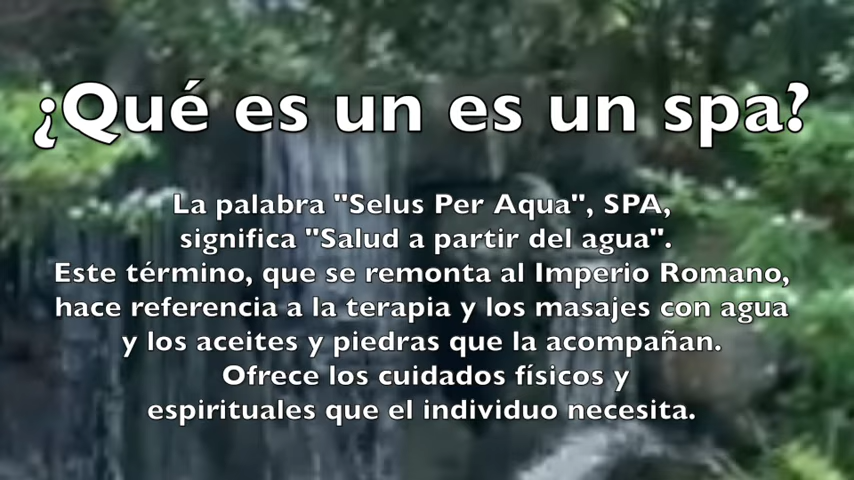 ¿Qué es un es un spa?
La palabra "Selus Per Aqua", SPA,
significa "Salud a partir del agua".
Este término, que se remonta al Imperio Romano,
hace referencia a la terapia y los masajes con agua
y los aceites y piedras que la acompañan.
Ofrece los cuidados físicos y
espirituales que el individuo necesita.